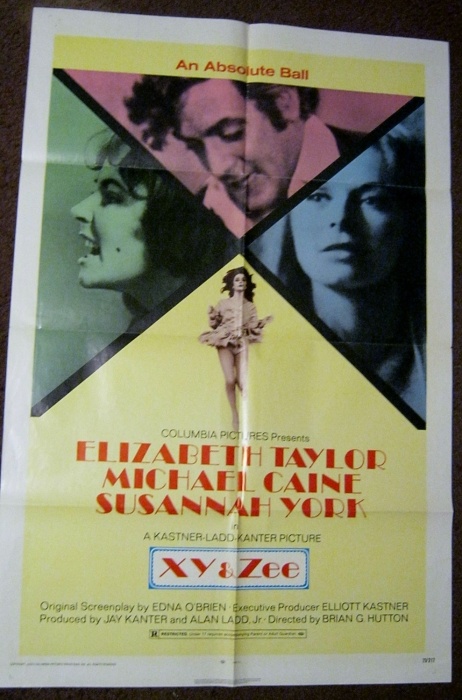 An Absolute Ball
COLUMBIA PICTURES Presents
ELIZABETH TAYLOR
MICHAEL CAINE
SUSANNAH YORK
in
A KASTNER-LADD-KANTER PICTURE
XY&Zee
Original Screenplay by EDNA O'BRIEN · Executive Producer ELLIOTT KASTNER
Produced by JAY KANTER and ALAN LADD, Jr · Directed by BRIAN G. HUTTON
R RESTRICTED